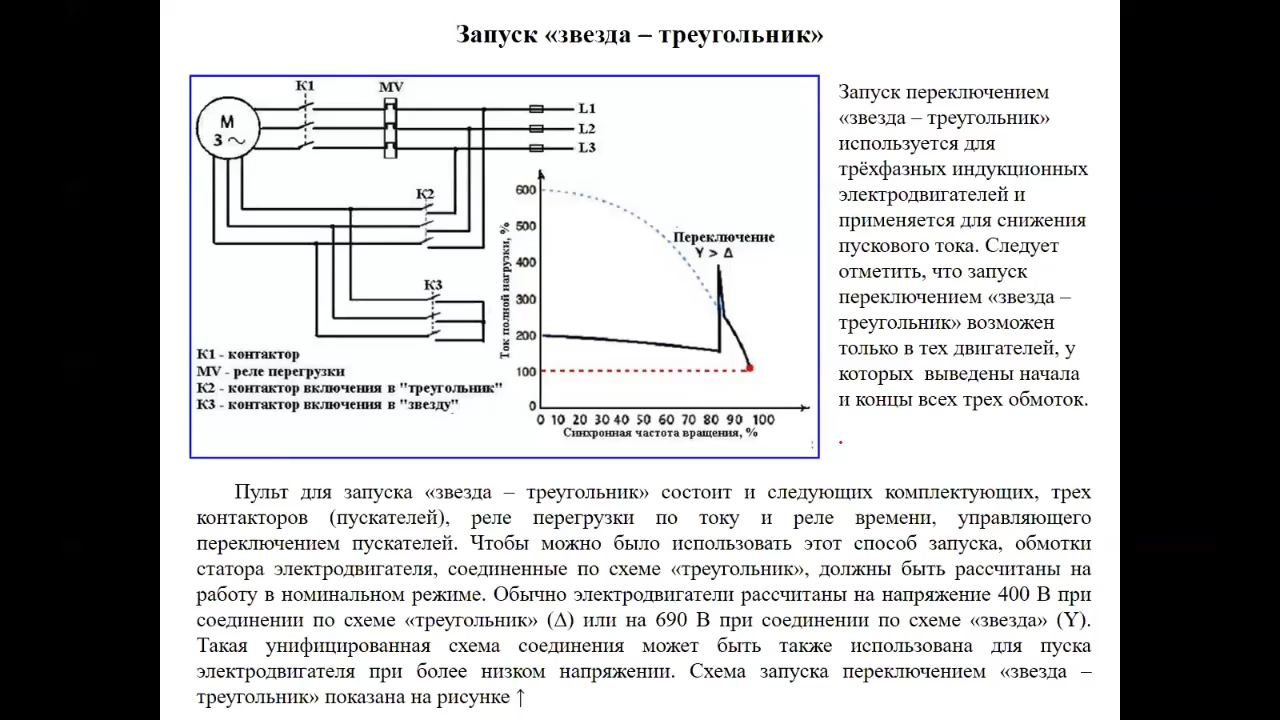 Запуск «звезда – треугольник»
K1
MV
L1
L2
L3
М
3 ~
K2
K3
К1 - контактор
MV - реле перегрузки
К2 - контактор включения в "треугольник"
К3 - контактор включения в "звезду"
Ток полной нагрузки, %
600
500
400
300
200
100
0
Переключение
Y > Δ
0 10 20 30 40 50 60 70 80 90 100
Синхронная частота вращения, %
Запуск переключением
«звезда – треугольник»
используется для
трёхфазных индукционных
электродвигателей и
применяется для снижения
пускового тока. Следует
отметить, что запуск
переключением «звезда –
треугольник» возможен
только в тех двигателей, у
которых выведены начала
и концы всех трех обмоток.
.
Пульт для запуска «звезда – треугольник» состоит и следующих комплектующих, трех
контакторов (пускателей), реле перегрузки по току и реле времени, управляющего
переключением пускателей. Чтобы можно было использовать этот способ запуска, обмотки
статора электродвигателя, соединенные по схеме «треугольник», должны быть рассчитаны на
работу в номинальном режиме. Обычно электродвигатели рассчитаны на напряжение 400 В при
соединении по схеме «треугольник» (Δ) или на 690 В при соединении по схеме «звезда» (Y).
Такая унифицированная схема соединения может быть также использована для пуска
электродвигателя при более низком напряжении. Схема запуска переключением «звезда –
треугольник» показана на рисунке ↑